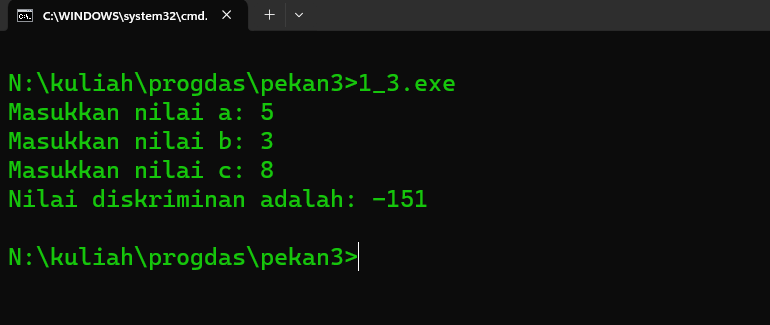 C:\WINDOWS\system32\cmd.
N:\kuliah\progdas\pekan3>1_3.exe
Masukkan nilai a: 5
Masukkan nilai b: 3
Masukkan nilai c: 8
Nilai diskriminan adalah: -151
N:\kuliah\progdas\pekan3>